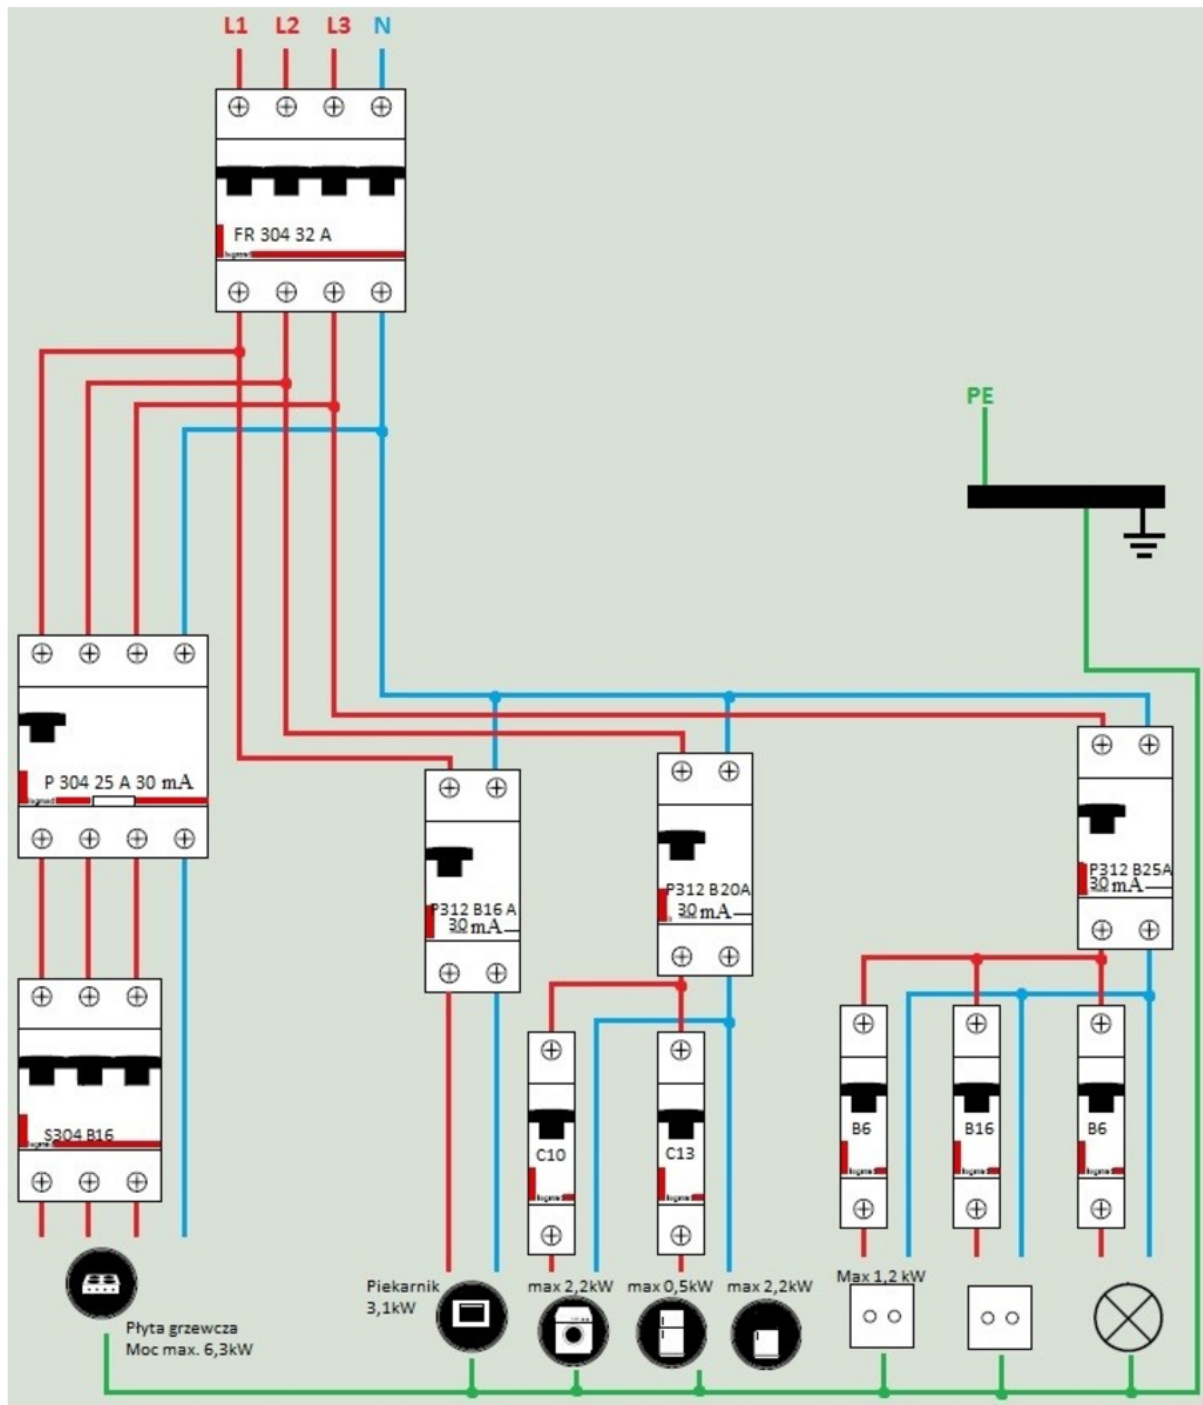 L1 L2 L3 N
FR 304 32 A
PE
P 304 25 A 30 mA
P312 B16 A
30 mA
P312 B20A
30 mA
P312 B25A
30 mA
S304 B16
C10
C13
B6
B16
B6
Płyta grzewcza
Moc max. 6,3kW
Piekarnik
3,1kW
max 2,2kW
max 0,5kW
max 2,2kW
Max 1,2 kW